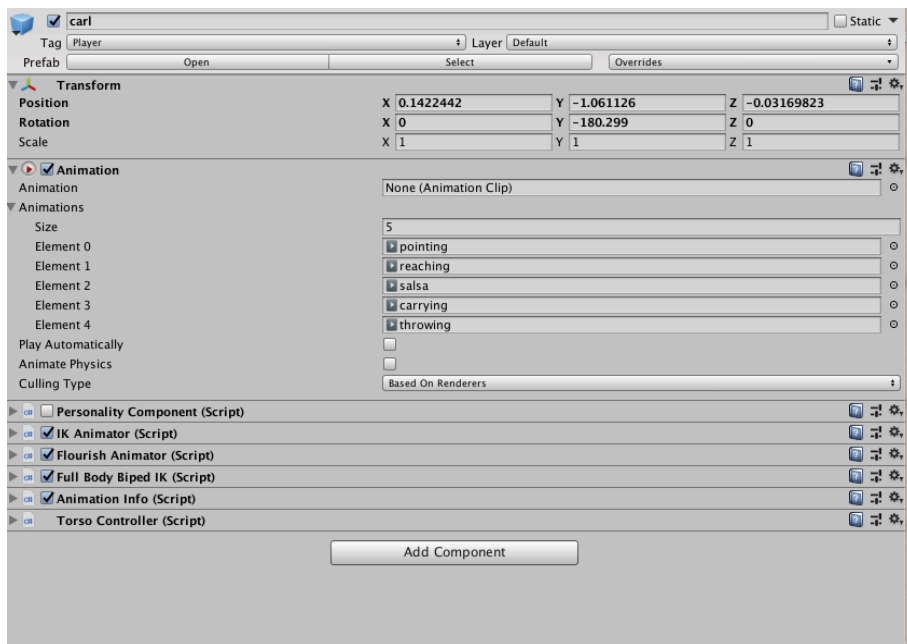 carl Static
Tag Player Layer Default
Prefab Open Select Overrides
Transform
Position X 0.1422442 Y -1.061126 Z -0.03169823
Rotation X 0 Y -180.299 Z 0
Scale X 1 Y 1 Z 1
Animation
Animation None (Animation Clip)
Animations
Size 5
Element 0 pointing
Element 1 reaching
Element 2 salsa
Element 3 carrying
Element 4 throwing
Play Automatically
Animate Physics
Culling Type Based On Renderers
c# Personality Component (Script)
c# IK Animator (Script)
c# Flourish Animator (Script)
c# Full Body Biped IK (Script)
c# Animation Info (Script)
c# Torso Controller (Script)
Add Component